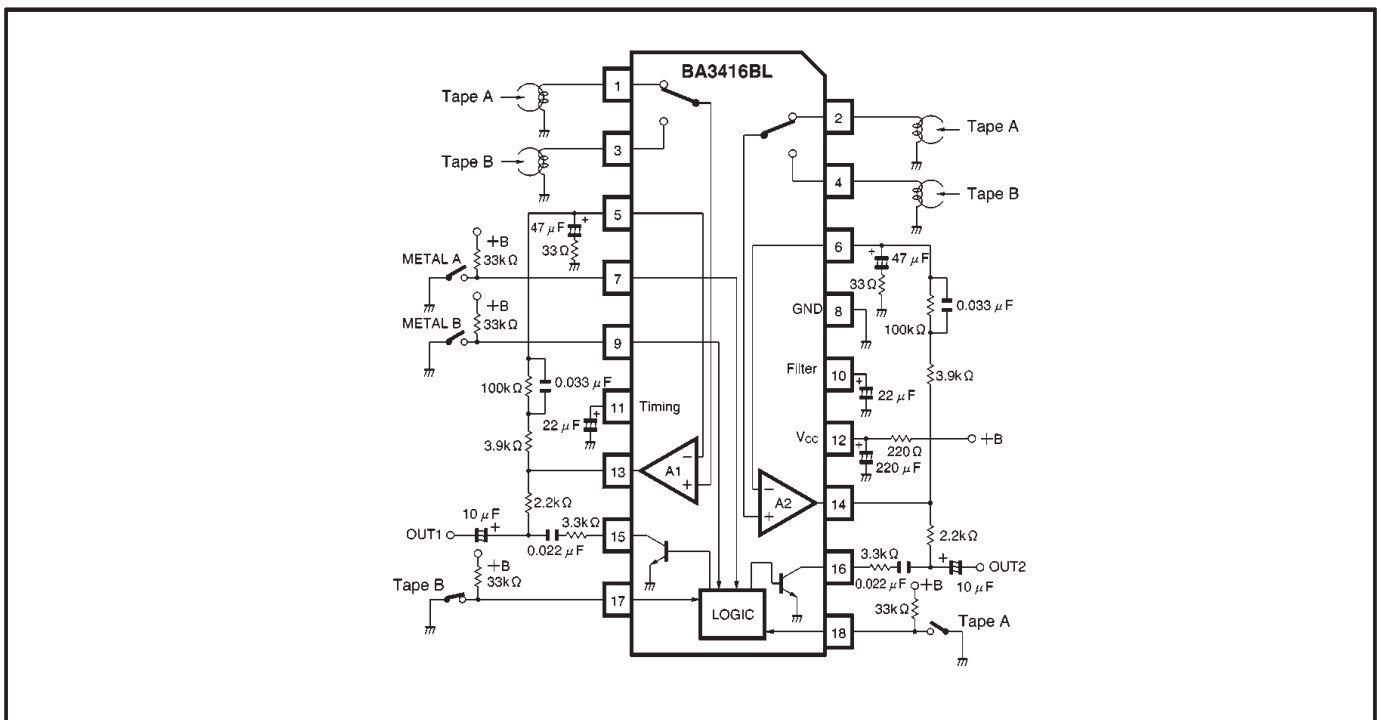 BA3416BL
Tape A
1
2
Tape A
Tape B
3
4
Tape B
5
47 μF
+
33Ω
6
+
47 μF
33Ω
METAL A
+B
33kΩ
7
0.033 μF
100kΩ
GND
8
METAL B
+B
33kΩ
9
Filter
10
+
22 μF
3.9kΩ
100kΩ
0.033 μF
11
Timing
+
22 μF
Vcc
12
220Ω
+B
+
220 μF
3.9kΩ
13
A1
−
+
A2
−
+
14
2.2kΩ
2.2kΩ
10 μF
+
OUT1
3.3kΩ
0.022 μF
15
16
3.3kΩ
0.022 μF
+
OUT2
10 μF
+B
33kΩ
Tape B
17
LOGIC
18
+B
33kΩ
Tape A